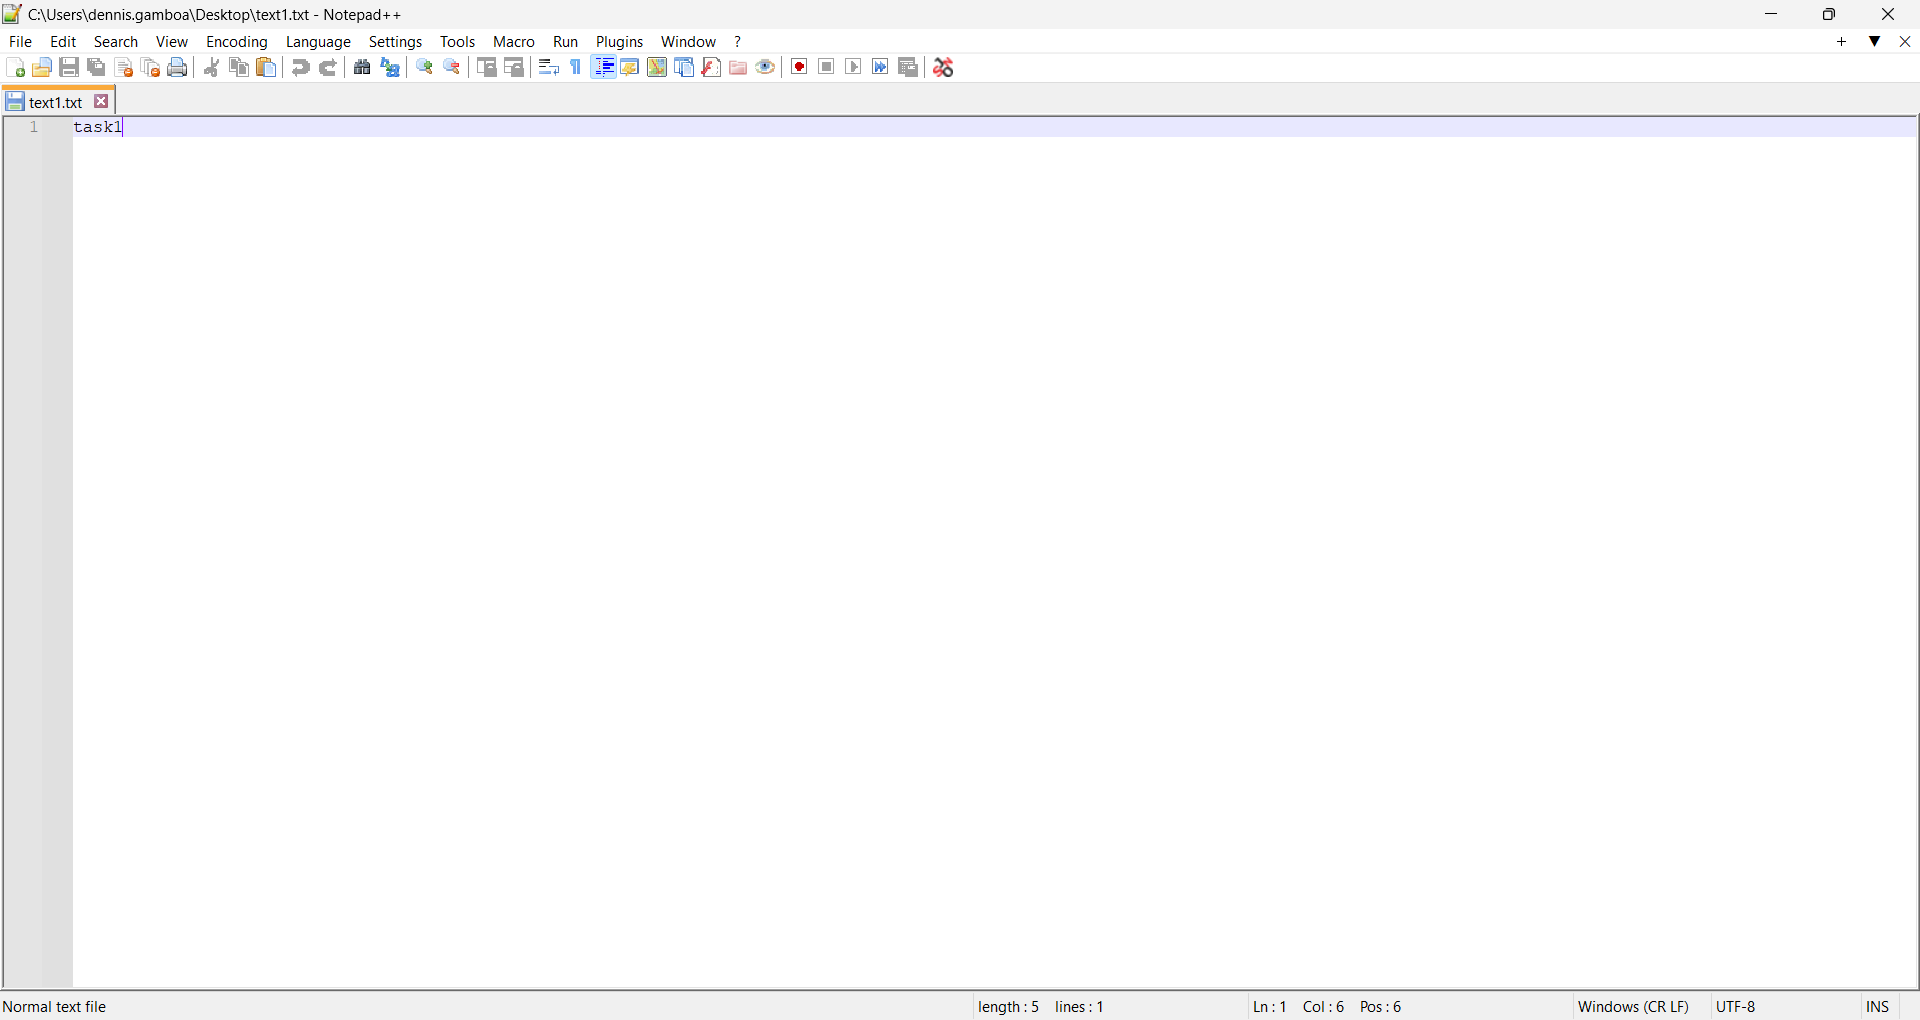 C:\Users\dennis.gamboa\Desktop\text1.txt - Notepad++
File Edit Search View Encoding Language Settings Tools Macro Run Plugins Window ?
text1.txt
1 task1
Normal text file length : 5 lines : 1 Ln : 1 Col : 6 Pos : 6 Windows (CR LF) UTF-8 INS